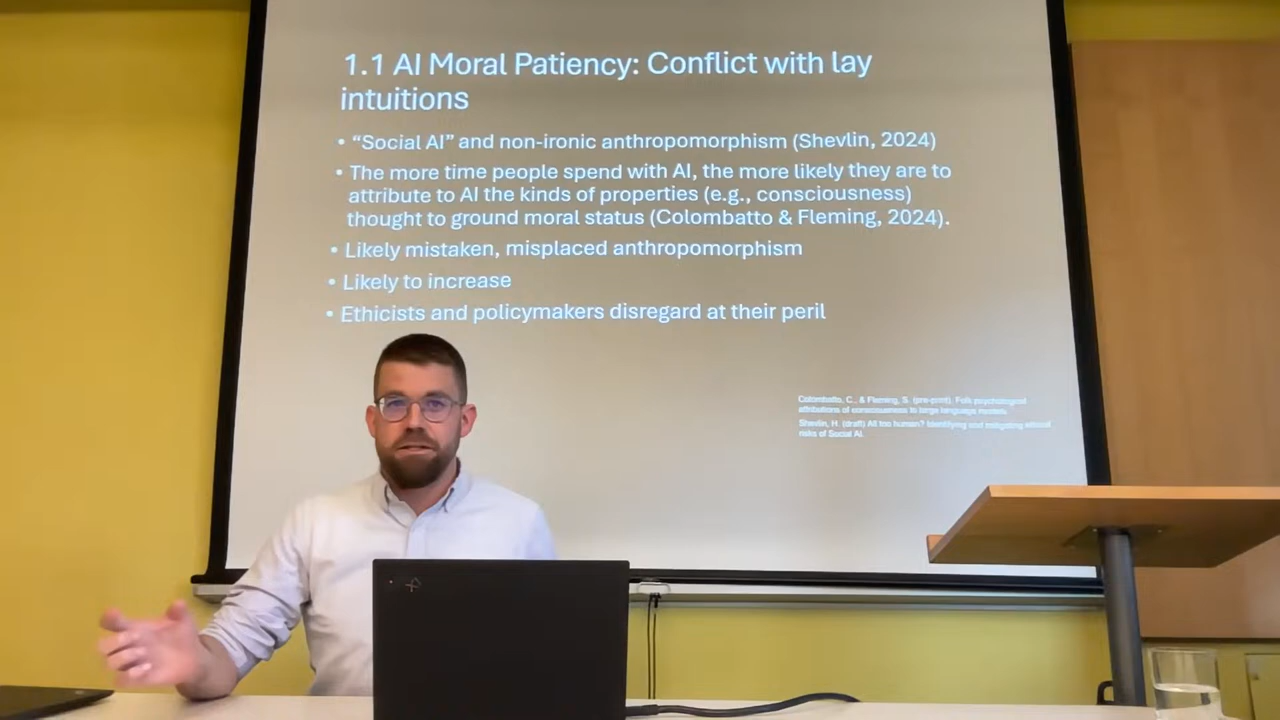 1.1 AI Moral Patiency: Conflict with lay
intuitions
• “Social AI” and non-ironic anthropomorphism (Shevlin, 2024)
• The more time people spend with AI, the more likely they are to
attribute to AI the kinds of properties (e.g., consciousness)
thought to ground moral status (Colombatto & Fleming, 2024).
• Likely mistaken, misplaced anthropomorphism
• Likely to increase
• Ethicists and policymakers disregard at their peril
Colombatto, C., & Fleming, S. (pre-print). Folk psychological
attributions of consciousness to large language models.
Shevlin, H. (draft) All too human? Identifying and mitigating ethical
risks of Social AI.